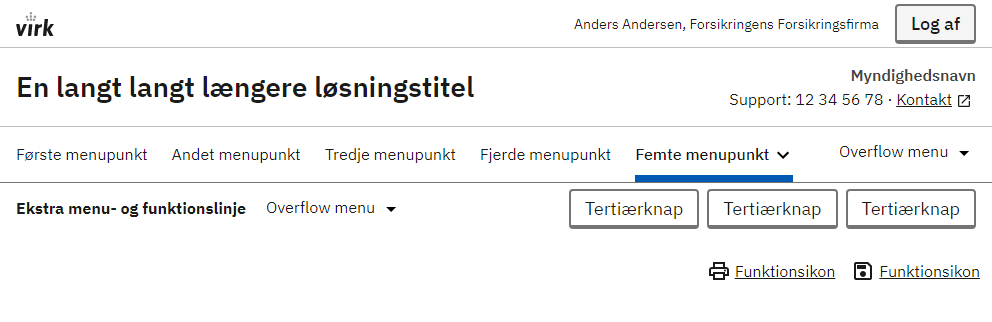 virk
Anders Andersen, Forsikringens Forsikringsfirma
Log af
En langt langt længere løsningstitel
Myndighedsnavn
Support: 12 34 56 78 · Kontakt
Første menupunkt Andet menupunkt Tredje menupunkt Fjerde menupunkt Femte menupunkt Overflow menu
Ekstra menu- og funktionslinje Overflow menu Tertiærknap Tertiærknap Tertiærknap
Funktionsikon Funktionsikon